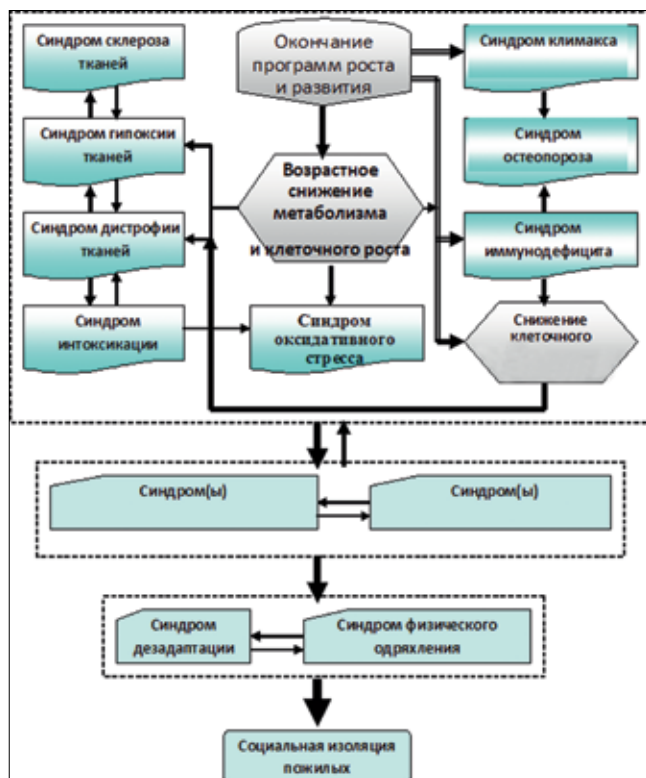 Синдром склероза
тканей
Окончание
программ роста
и развития
Синдром климакса
Синдром гипоксии
тканей
Возрастное
снижение
метаболизма
и клеточного роста
Синдром
остеопороза
Синдром дистрофии
тканей
Синдром
иммунодефицита
Синдром
интоксикации
Синдром
оксидативного
стресса
Снижение
клеточного
Синдром(ы)
Синдром(ы)
Синдром
дезадаптации
Синдром физического
одряхления
Социальная изоляция
пожилых